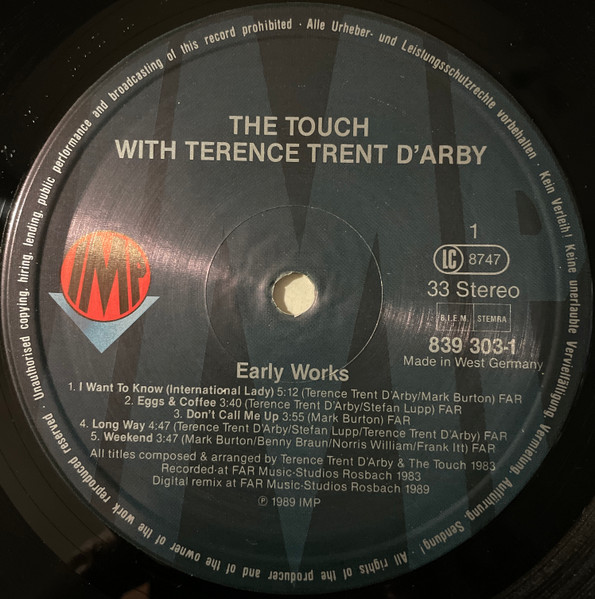 Unauthorised copying, hiring, lending, public performance and broadcasting of this record prohibited · Alle Urheber- und Leistungsschutzrechte vorbehalten · Kein Verleih! Keine unerlaubte Vervielfältigung, Vermietung, Aufführung, Sendung! · All rights of the producer and of the owner of the work reproduced reserved ·
THE TOUCH
WITH TERENCE TRENT D'ARBY
IMP
1
LC 8747
33 Stereo
B.I.E.M. STEMRA
839 303-1
Made in West Germany
Early Works
1. I Want To Know (International Lady) 5:12 (Terence Trent D'Arby/Mark Burton) FAR
2. Eggs & Coffee 3:40 (Terence Trent D'Arby/Stefan Lupp) FAR
3. Don't Call Me Up 3:55 (Mark Burton) FAR
4. Long Way 4:47 (Terence Trent D'Arby/Stefan Lupp/Terence Trent D'Arby) FAR
5. Weekend 3:47 (Mark Burton/Benny Braun/Norris William/Frank Itt) FAR
All titles composed & arranged by Terence Trent D'Arby & The Touch 1983
Recorded at FAR Music-Studios Rosbach 1983
Digital remix at FAR Music-Studios Rosbach 1989
℗ 1989 IMP